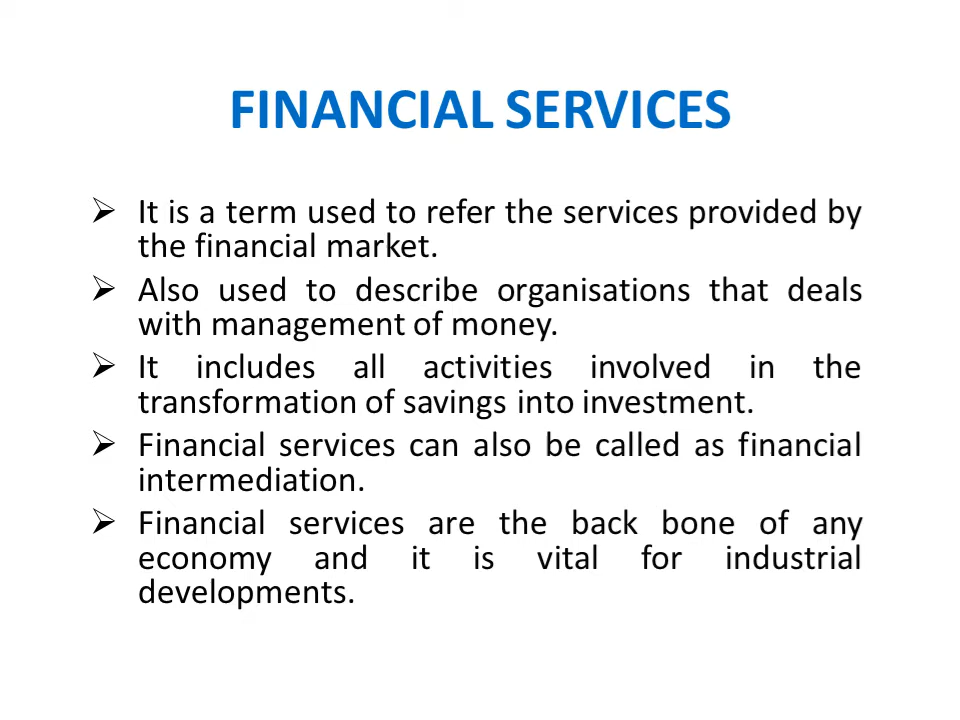 FINANCIAL SERVICES
It is a term used to refer the services provided by
the financial market.
Also used to describe organisations that deals
with management of money.
It includes all activities involved in the
transformation of savings into investment.
Financial services can also be called as financial
intermediation.
Financial services are the back bone of any
economy and it is vital for industrial
developments.